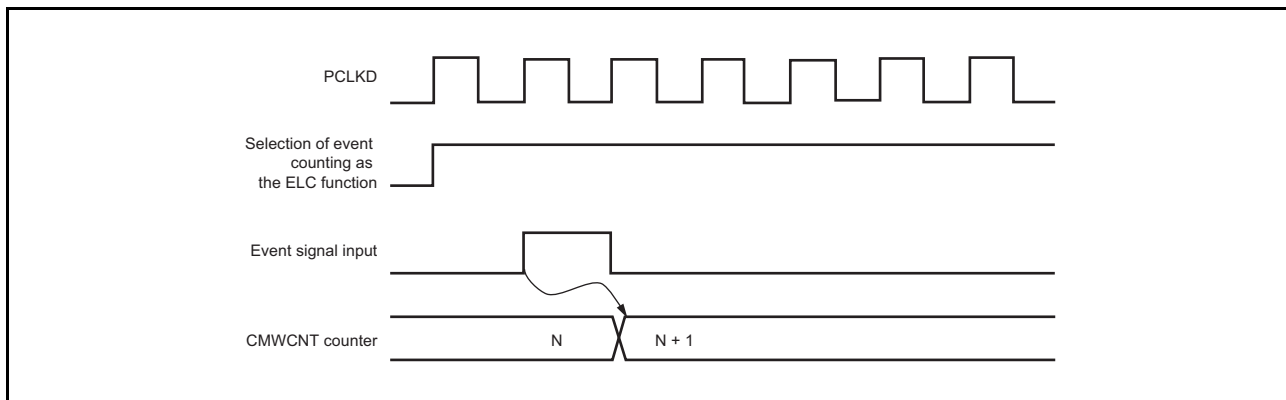 PCLKD
Selection of event
counting as
the ELC function
Event signal input
CMWCNT counter
N
N + 1